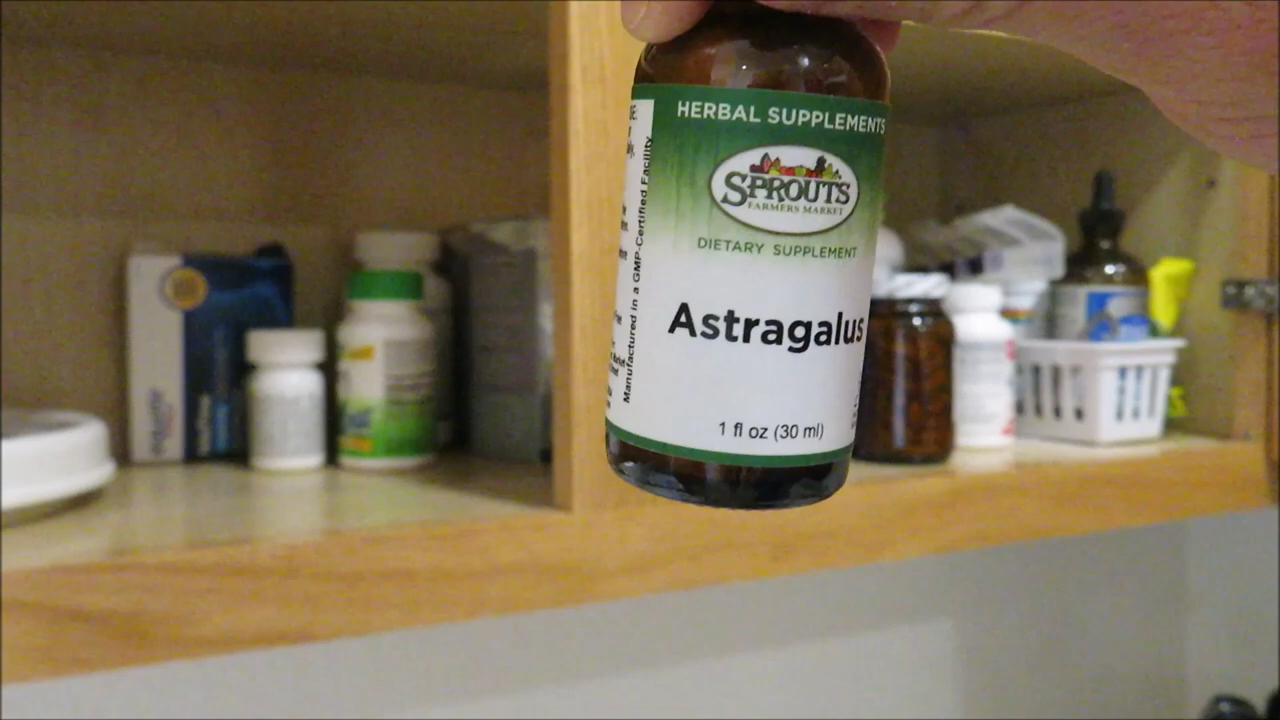 HERBAL SUPPLEMENTS
SPROUTS
FARMERS MARKET
DIETARY SUPPLEMENT
Astragalus
1 fl oz (30 ml)
Manufactured in a GMP-Certified Facility